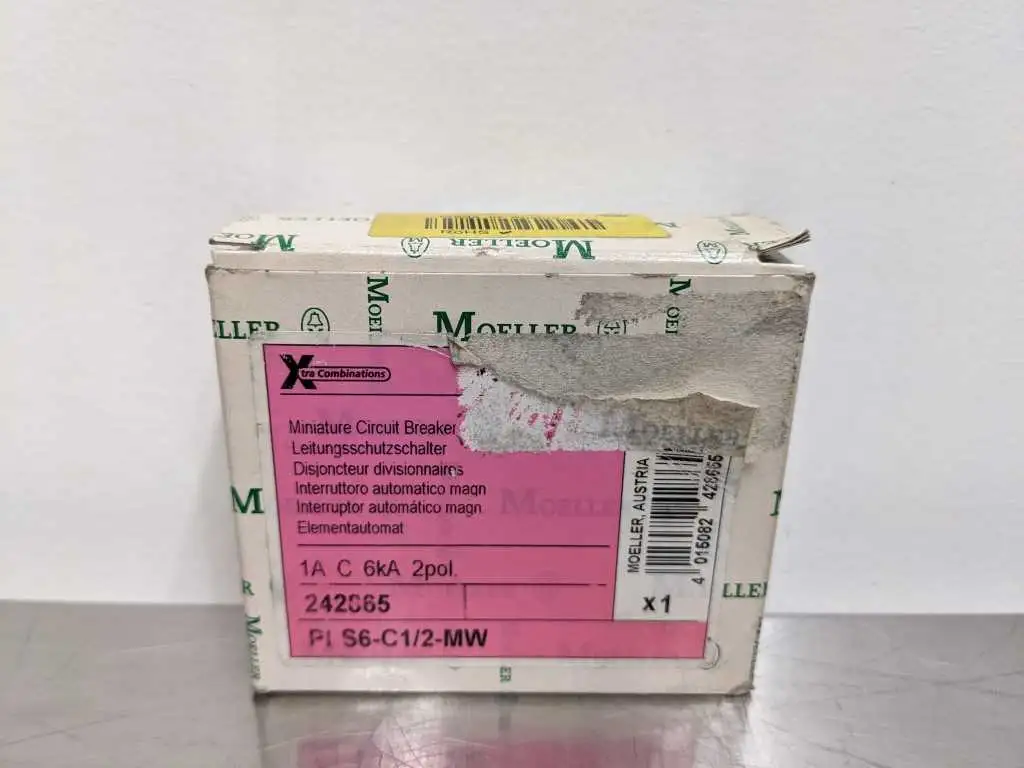 MOELLER
M
MOELLER
Xtra Combinations
Miniature Circuit Breaker
Leitungsschutzschalter
Disjoncteur divisionnaires
Interruttoro automatico magn
Interruptor automático magn
Elementautomat
1A C 6kA 2pol.
PL S6-C1/2-MW
MOELLER, AUSTRIA
4 015082 428665
x1